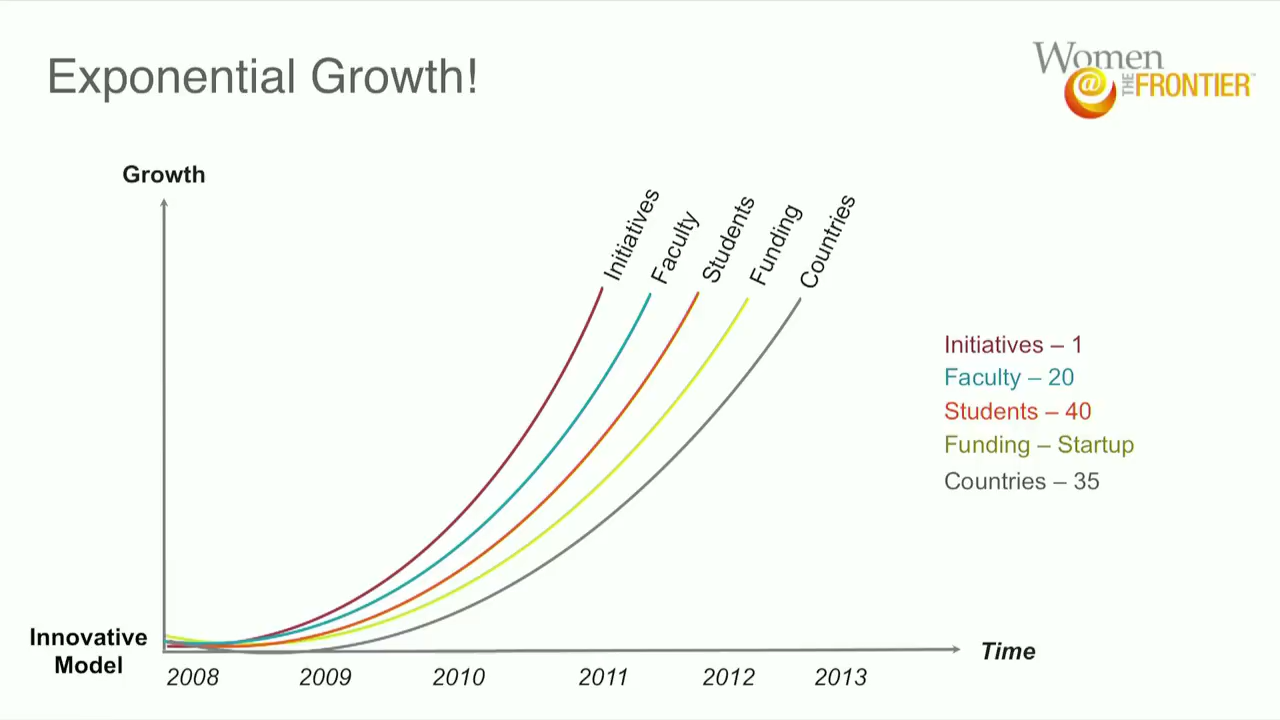 Exponential Growth!
Women
@ THE FRONTIER
Growth
Initiatives
Faculty
Students
Funding
Countries
Initiatives – 1
Faculty – 20
Students – 40
Funding – Startup
Countries – 35
Innovative
Model
Time
2008 2009 2010 2011 2012 2013